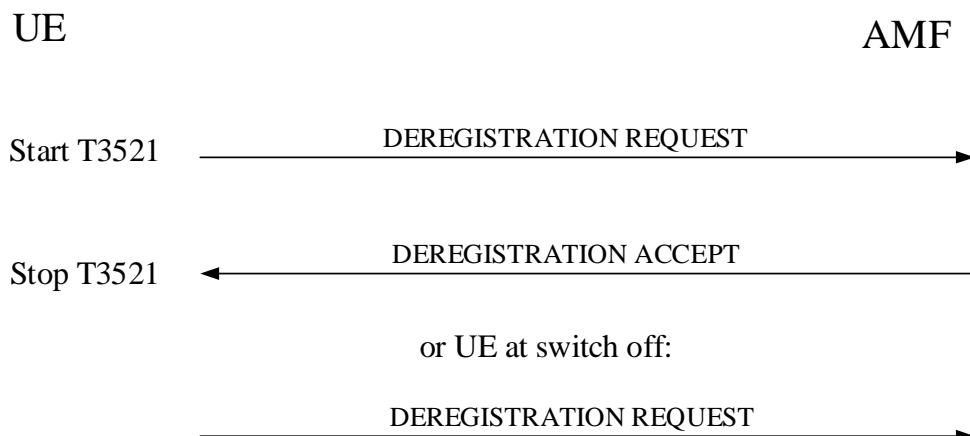 UE
AMF
Start T3521
DEREGISTRATION REQUEST
Stop T3521
DEREGISTRATION ACCEPT
or UE at switch off:
DEREGISTRATION REQUEST